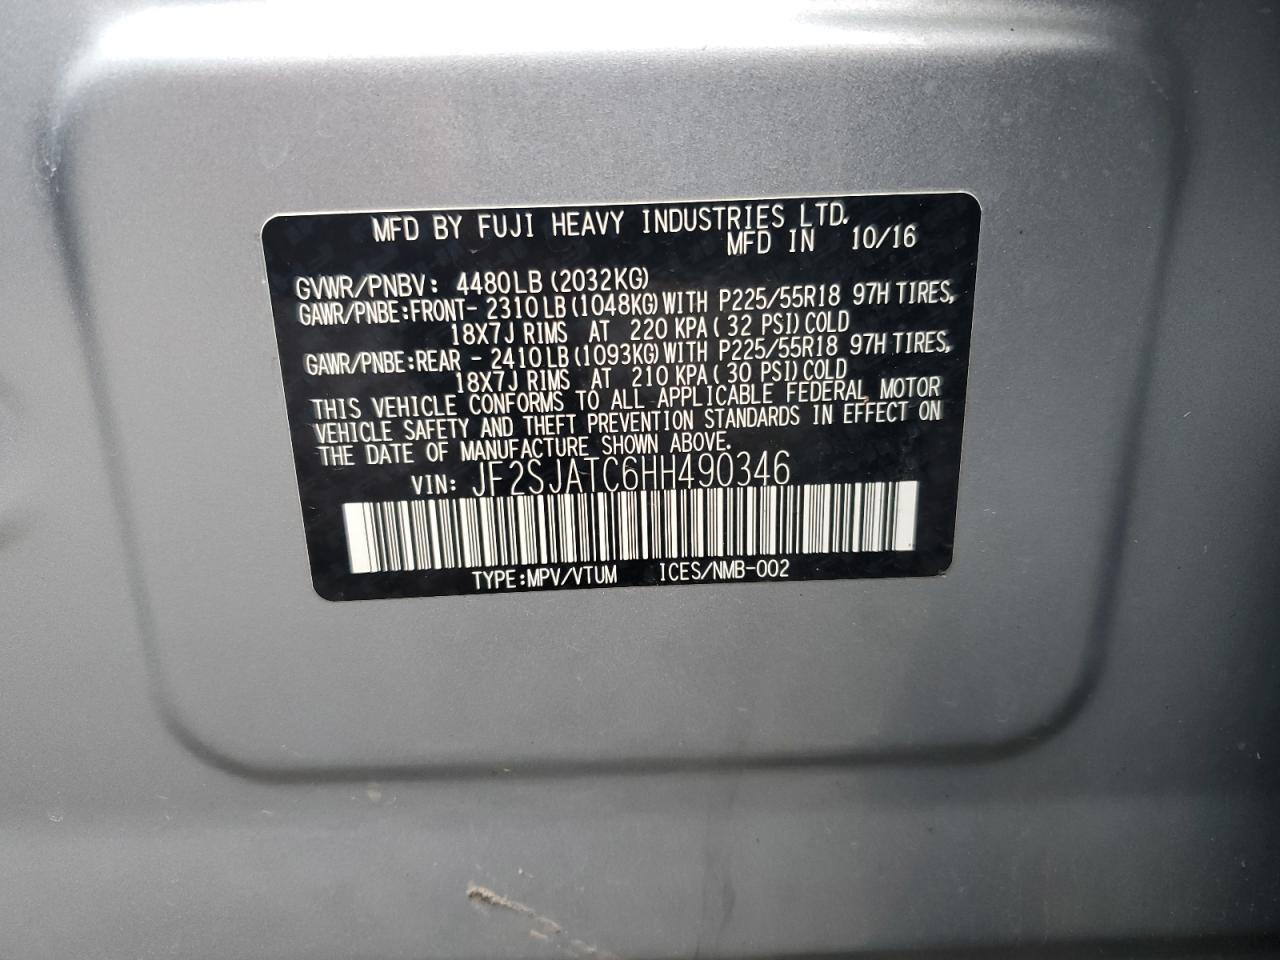 MFD BY FUJI HEAVY INDUSTRIES LTD.
MFD IN 10/16
GVWR/PNBV: 4480LB (2032KG)
GAWR/PNBE:FRONT- 2310LB (1048KG) WITH P225/55R18 97H TIRES,
18X7J RIMS AT 220 KPA ( 32 PSI) COLD
GAWR/PNBE:REAR - 2410LB (1093KG) WITH P225/55R18 97H TIRES,
18X7J RIMS AT 210 KPA ( 30 PSI) COLD
THIS VEHICLE CONFORMS TO ALL APPLICABLE FEDERAL MOTOR
VEHICLE SAFETY AND THEFT PREVENTION STANDARDS IN EFFECT ON
THE DATE OF MANUFACTURE SHOWN ABOVE.
VIN: JF2SJATC6HH490346
TYPE:MPV/VTUM ICES/NMB-002